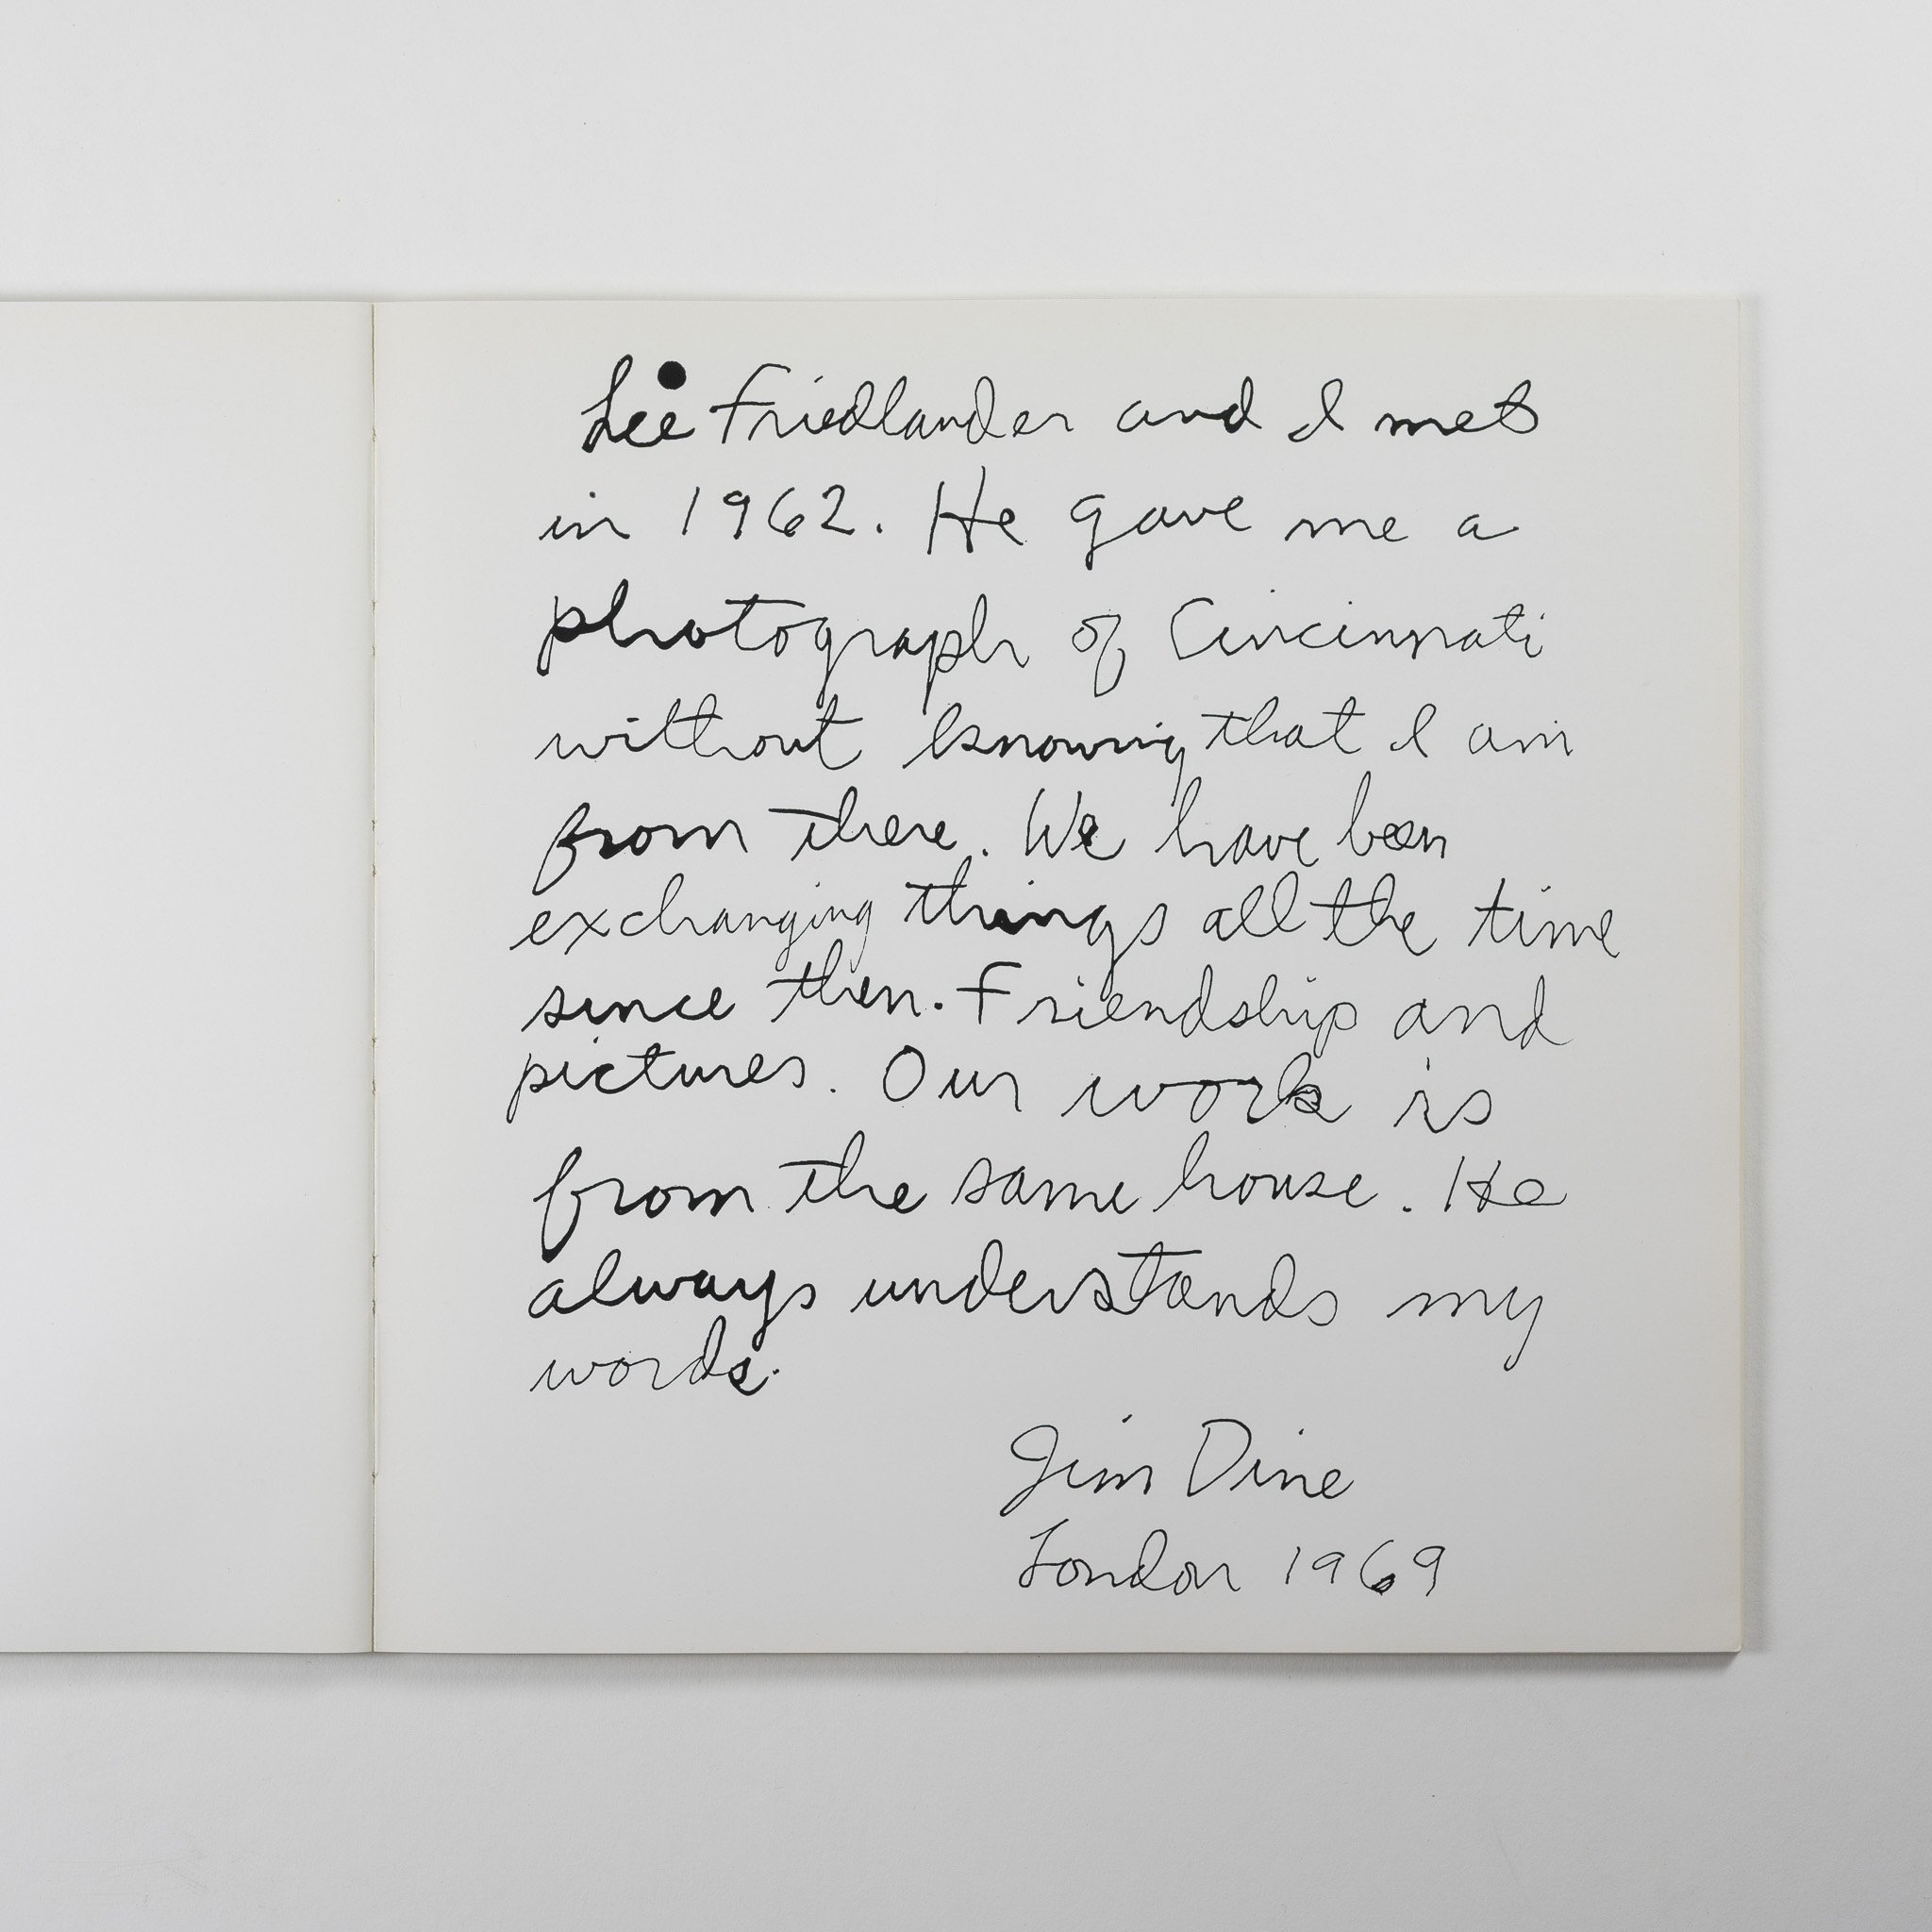 Lee Friedlander and I met
in 1962. He gave me a
photograph of Cincinnati
without knowing that I am
from there. We have been
exchanging things all the time
since then. Friendship and
pictures. Our work is
from the same house. He
always understands my
words.
Jim Dine
London 1969